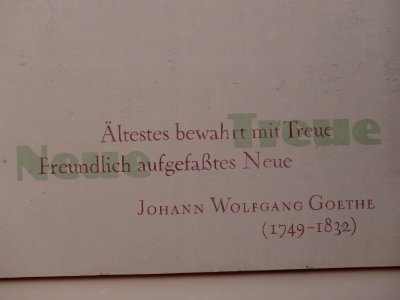 Ältestes bewahrt mit Treue
Freundlich aufgefaßtes Neue
Neue
Treue
JOHANN WOLFGANG GOETHE
(1749-1832)